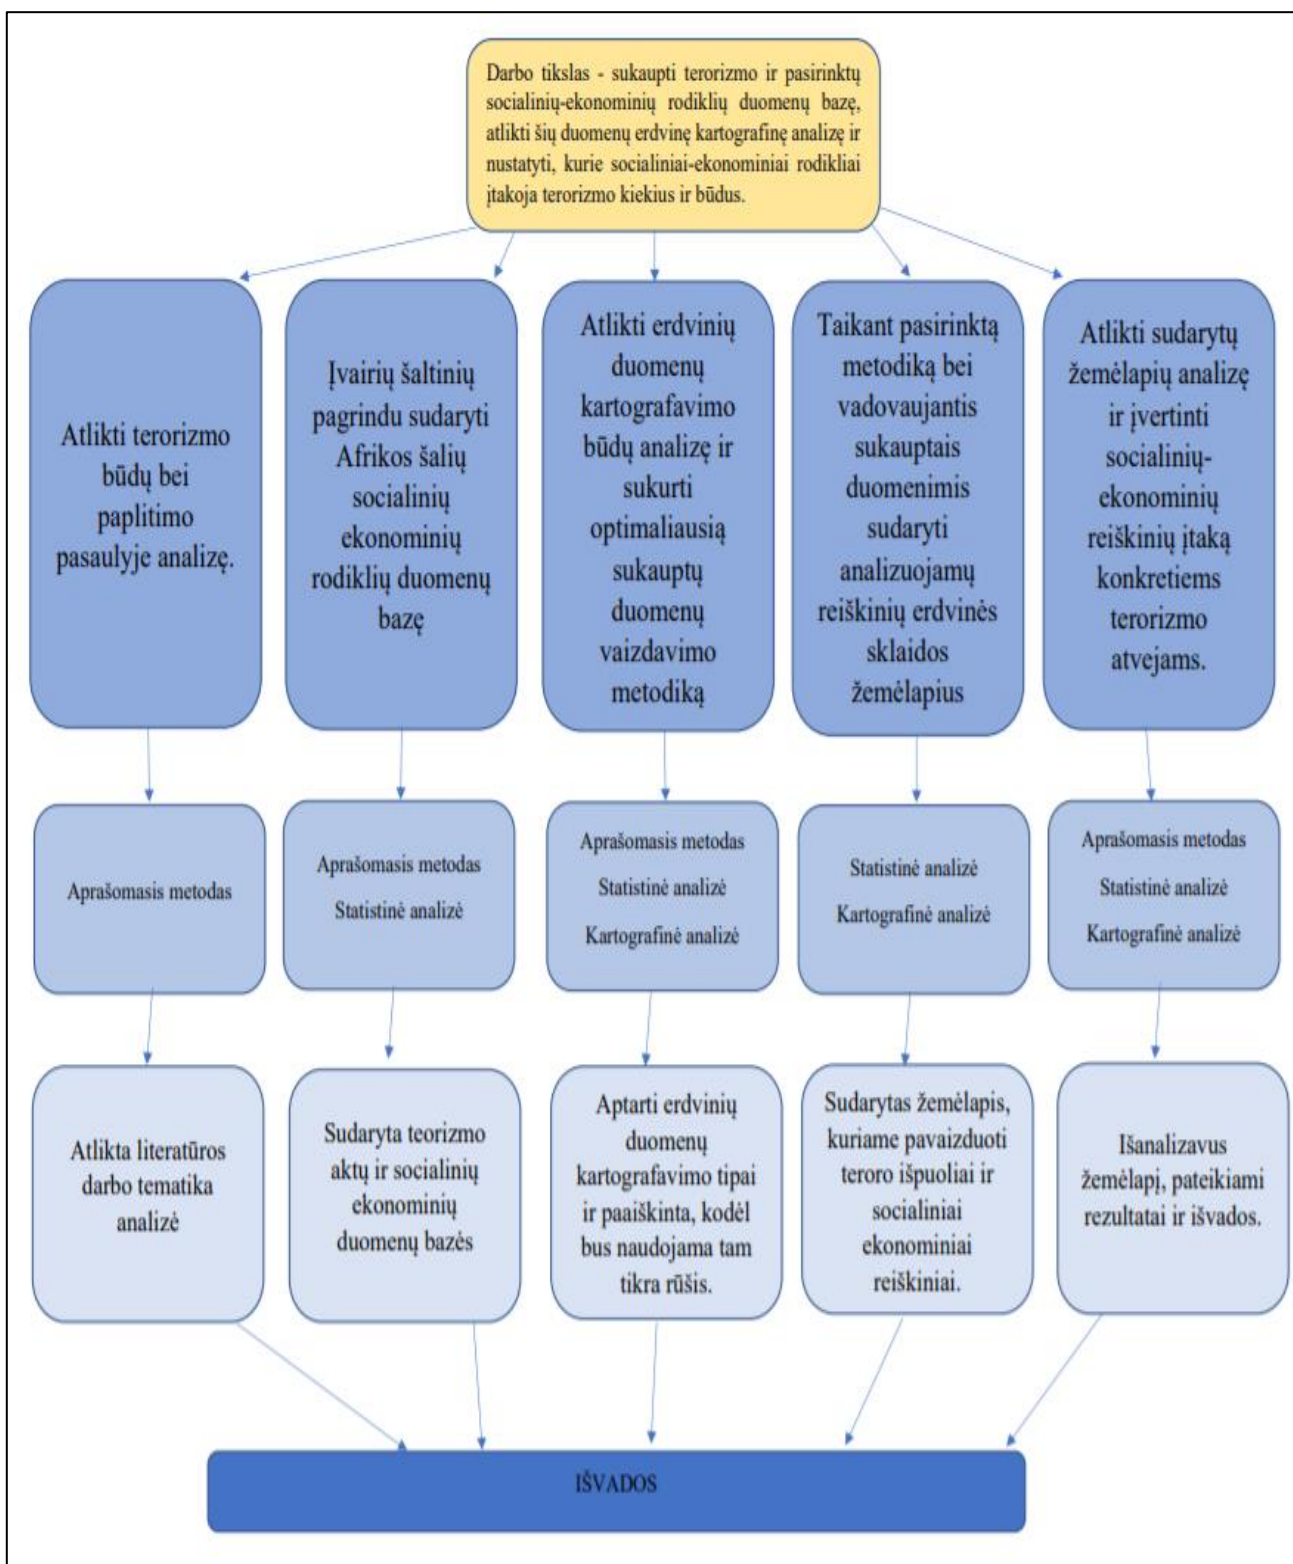 Darbo tikslas - sukaupti terorizmo ir pasirinktų
socialinių-ekonominių rodiklių duomenų bazę,
atlikti šių duomenų erdvinę kartografinę analizę ir
nustatyti, kurie socialiniai-ekonominiai rodikliai
įtakoja terorizmo kiekius ir būdus.
Atlikti terorizmo
būdų bei
paplitimo
pasaulyje analizę.
Įvairių šaltinių
pagrindu sudaryti
Afrikos šalių
socialinių
ekonominių
rodiklių duomenų
bazę
Atlikti erdvinių
duomenų
kartografavimo
būdų analizę ir
sukurti
optimaliausią
sukauptų
duomenų
vaizdavimo
metodiką
Taikant pasirinktą
metodiką bei
vadovaujantis
sukauptais
duomenimis
sudaryti
analizuojamų
reiškinių erdvinės
sklaidos
žemėlapius
Atlikti sudarytų
žemėlapių analizę
ir įvertinti
socialinių-
ekonominių
reiškinių įtaką
konkretiems
terorizmo
atvejams.
Aprašomasis metodas
Aprašomasis metodas
Statistinė analizė
Aprašomasis metodas
Statistinė analizė
Kartografinė analizė
Statistinė analizė
Kartografinė analizė
Aprašomasis metodas
Statistinė analizė
Kartografinė analizė
Atlikta literatūros
darbo tematika
analizė
Sudaryta teorizmo
aktų ir socialinių
ekonominių
duomenų bazės
Aptarti erdvinių
duomenų
kartografavimo tipai
ir paaiškinta, kodėl
bus naudojama tam
tikra rūšis.
Sudarytas žemėlapis,
kuriame pavaizduoti
teroro išpuoliai ir
socialiniai
ekonominiai
reiškiniai.
Išanalizavus
žemėlapį, pateikiami
rezultatai ir išvados.
IŠVADOS